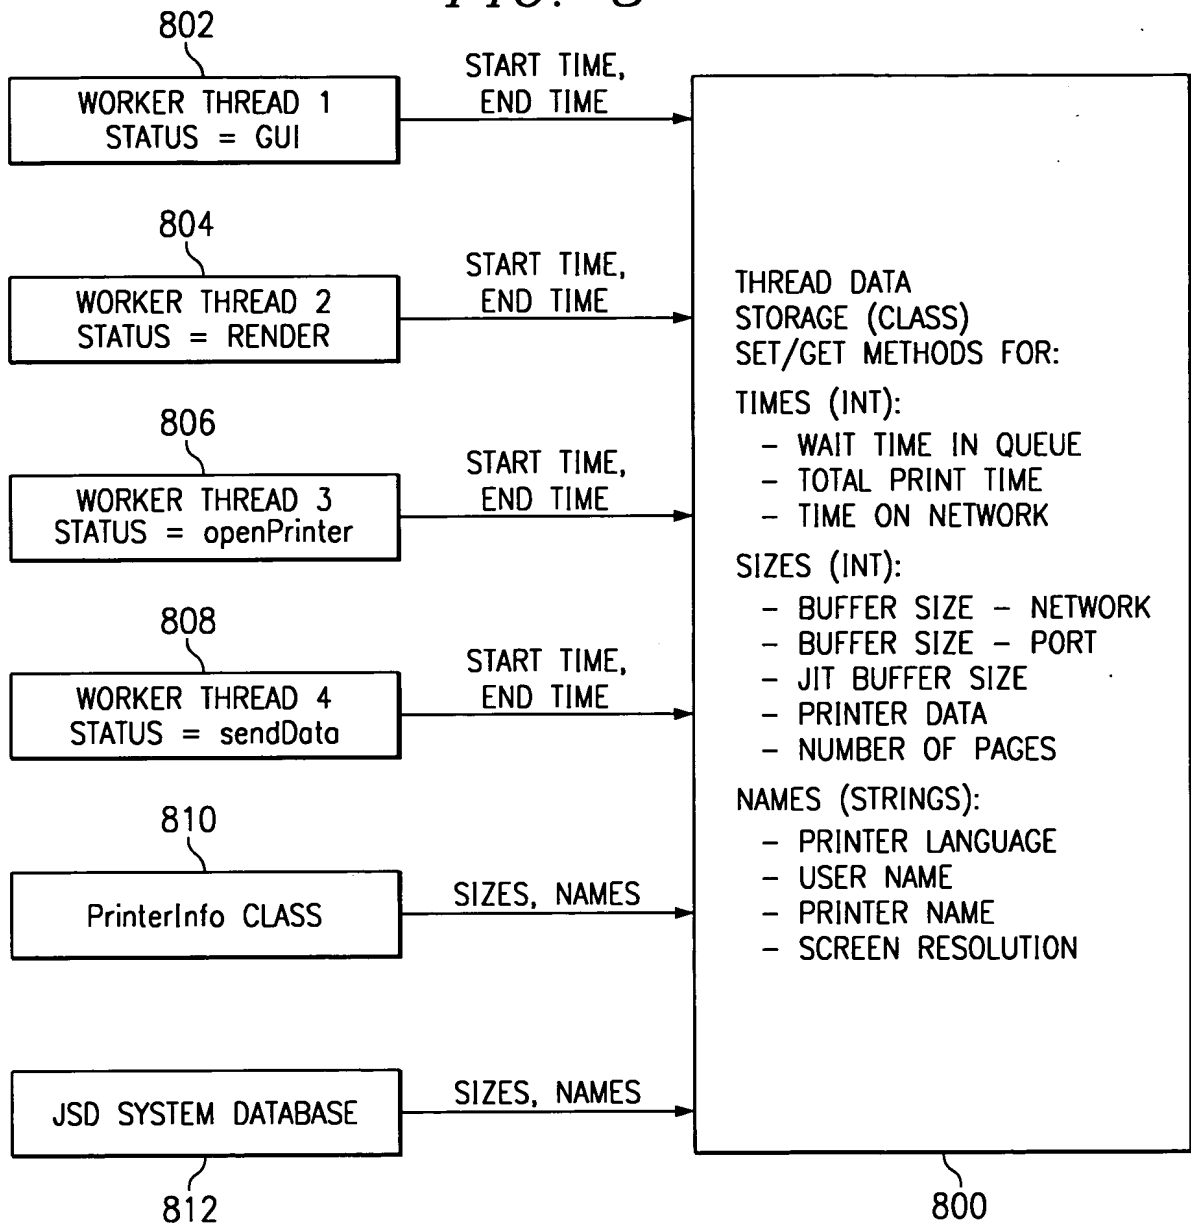 802
WORKER THREAD 1
STATUS = GUI
START TIME,
END TIME
804
WORKER THREAD 2
STATUS = RENDER
START TIME,
END TIME
806
WORKER THREAD 3
STATUS = openPrinter
START TIME,
END TIME
808
WORKER THREAD 4
STATUS = sendData
START TIME,
END TIME
810
PrinterInfo CLASS
SIZES, NAMES
JSD SYSTEM DATABASE
812
SIZES, NAMES
THREAD DATA
STORAGE (CLASS)
SET/GET METHODS FOR:
TIMES (INT):
– WAIT TIME IN QUEUE
– TOTAL PRINT TIME
– TIME ON NETWORK
SIZES (INT):
– BUFFER SIZE – NETWORK
– BUFFER SIZE – PORT
– JIT BUFFER SIZE
– PRINTER DATA
– NUMBER OF PAGES
NAMES (STRINGS):
– PRINTER LANGUAGE
– USER NAME
– PRINTER NAME
– SCREEN RESOLUTION
800